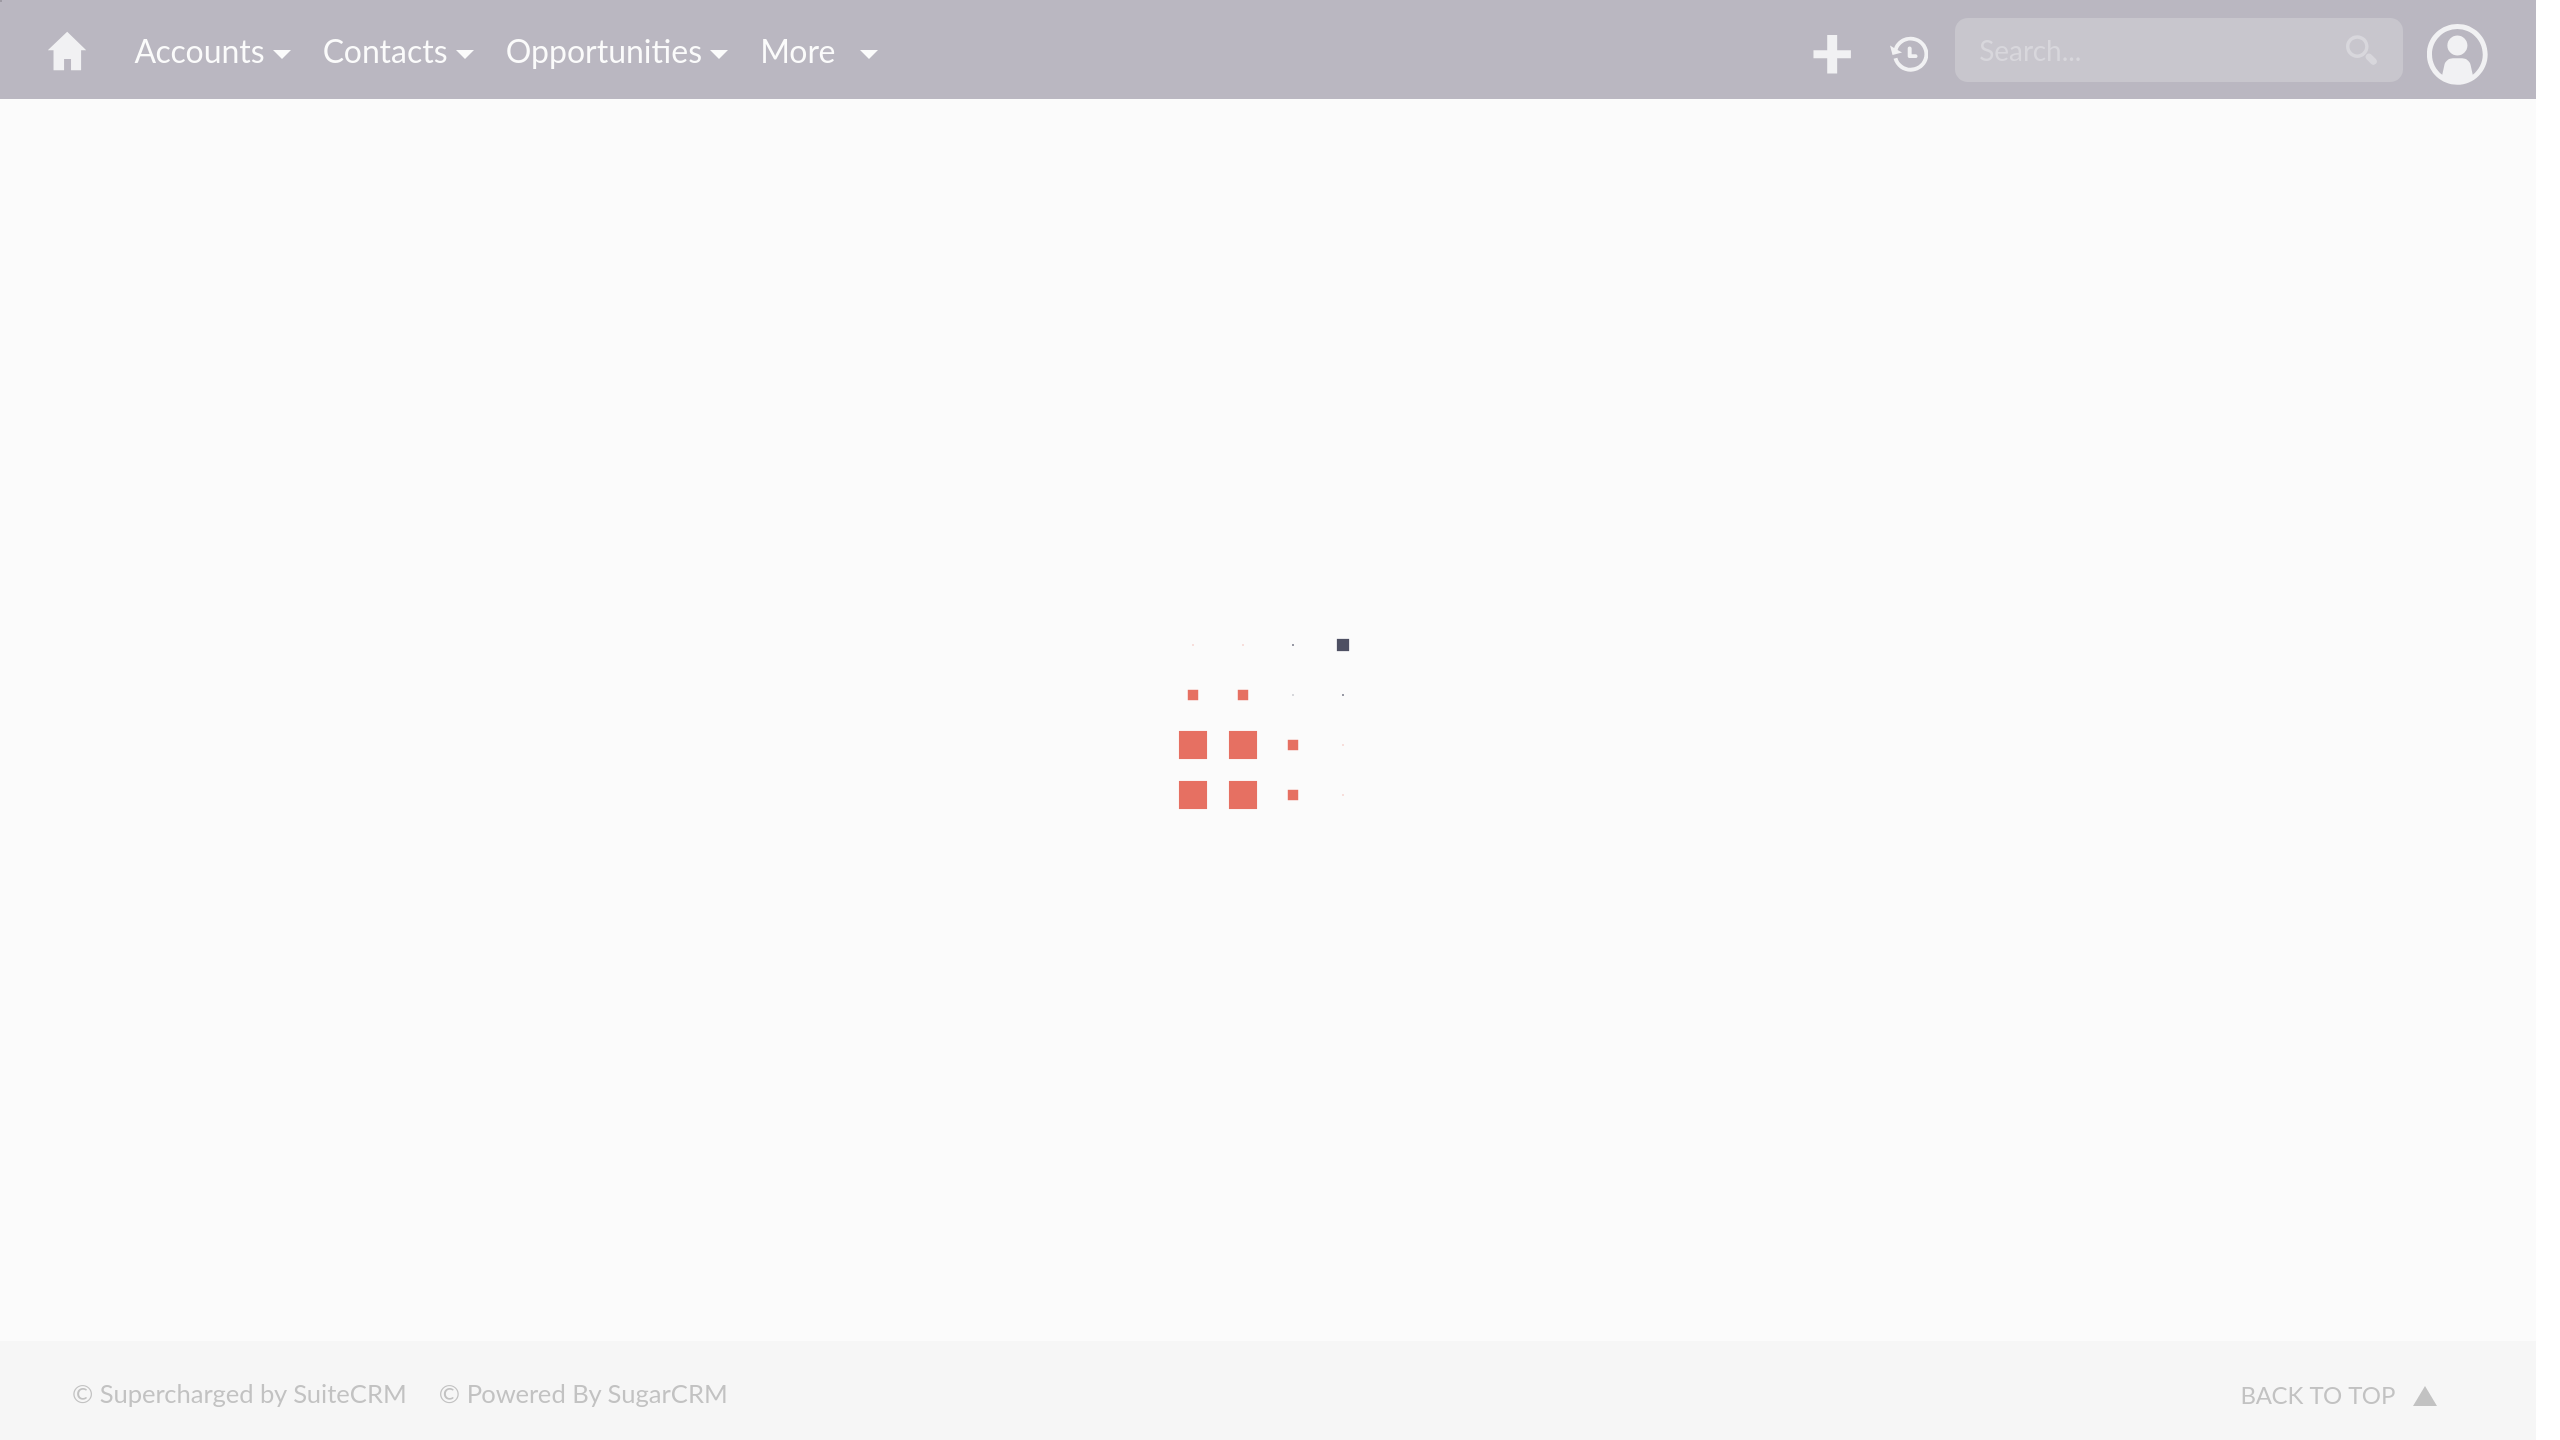 Accounts Contacts Opportunities More Search...
© Supercharged by SuiteCRM © Powered By SugarCRM BACK TO TOP